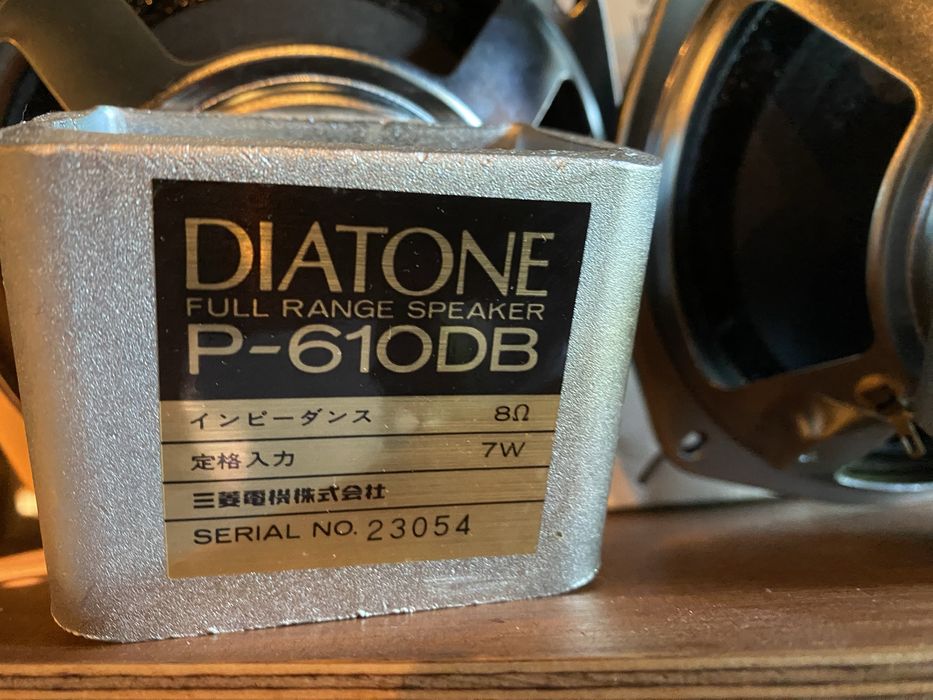 DIATONE
FULL RANGE SPEAKER
P-610DB
インピーダンス 8Ω
定格入力 7W
三菱電機株式会社
SERIAL NO. 23054